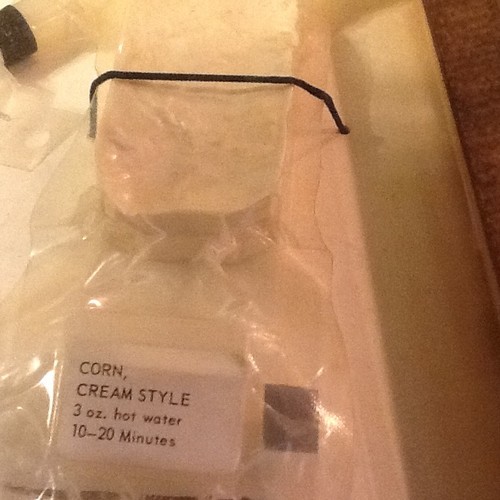 CORN,
CREAM STYLE
3 oz. hot water
10–20 Minutes